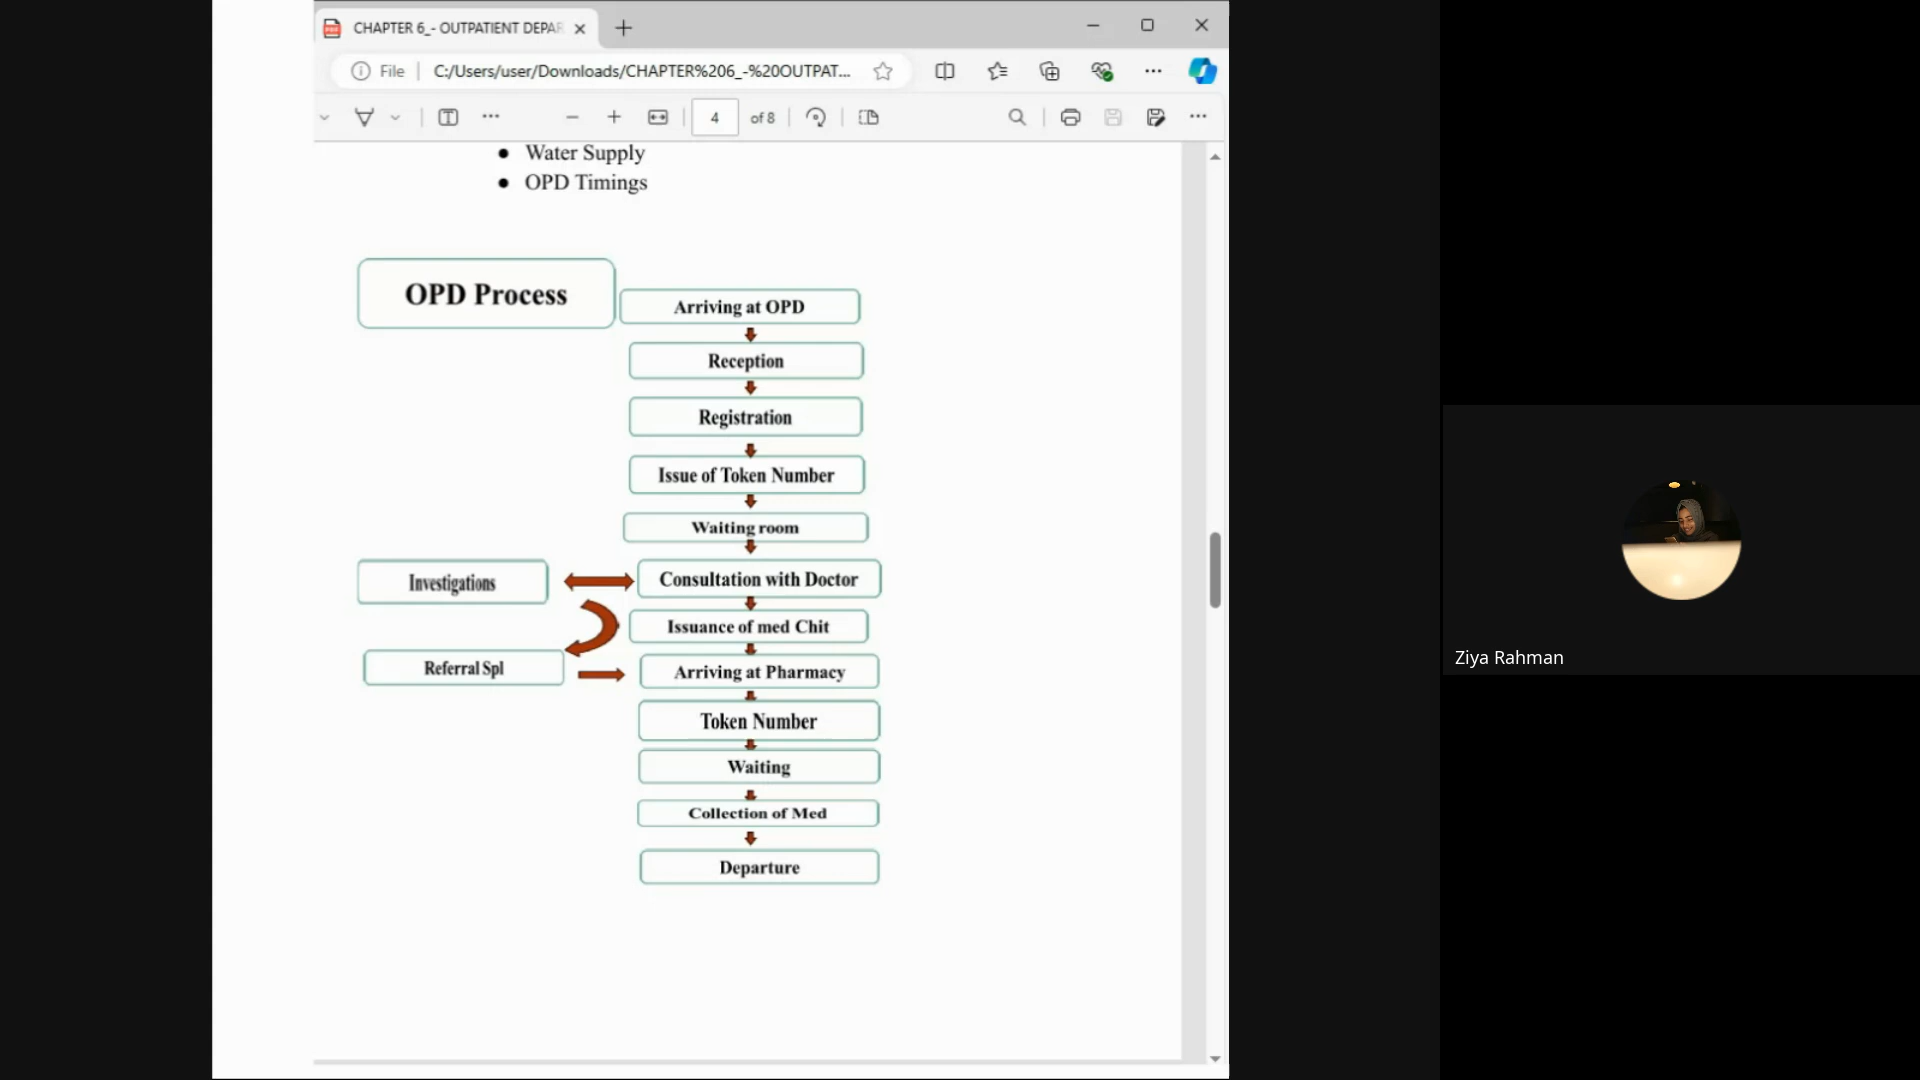 CHAPTER 6_- OUTPATIENT DEPAR
File
C:/Users/user/Downloads/CHAPTER%206_-%20OUTPAT...
4 of 8
● Water Supply
● OPD Timings
OPD Process
Arriving at OPD
Reception
Registration
Issue of Token Number
Waiting room
Investigations
Consultation with Doctor
Issuance of med Chit
Referral Spl
Arriving at Pharmacy
Token Number
Waiting
Collection of Med
Departure
Ziya Rahman